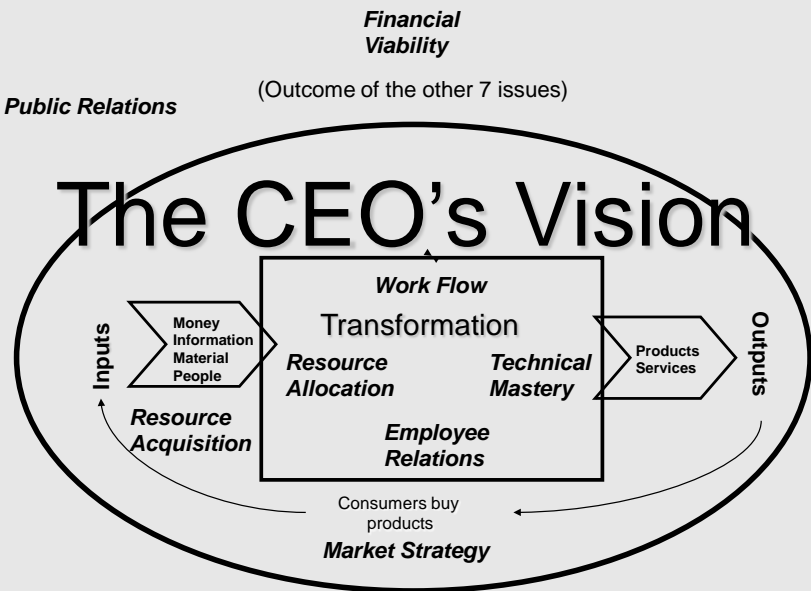 Financial
Viability
(Outcome of the other 7 issues)
Public Relations
The CEO's Vision
Work Flow
Transformation
Inputs
Money
Information
Material
People
Resource
Allocation
Technical
Mastery
Products
Services
Outputs
Resource
Acquisition
Employee
Relations
Consumers buy
products
Market Strategy